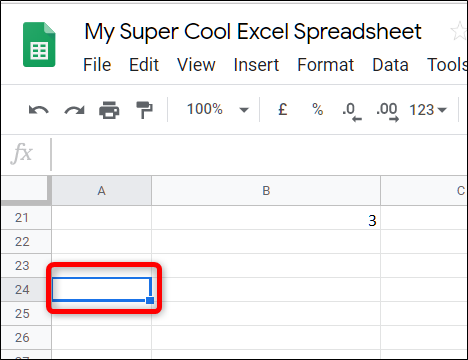 My Super Cool Excel Spreadsheet
File Edit View Insert Format Data Tools
100% £ % .0 .00 123
fx
A B C
21 3
22
23
24
25
26